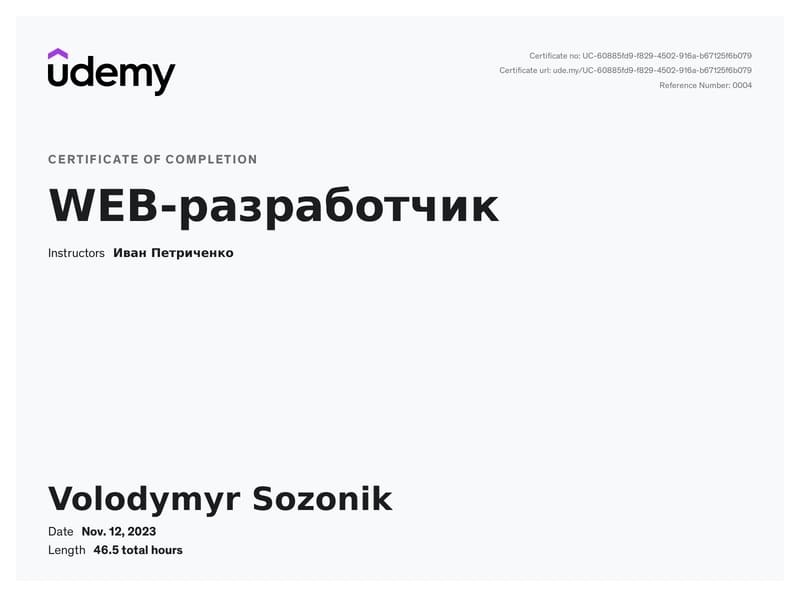 udemy
Certificate no: UC-60885fd9-f829-4502-916a-b67125f6b079
Certificate url: ude.my/UC-60885fd9-f829-4502-916a-b67125f6b079
Reference Number: 0004
CERTIFICATE OF COMPLETION
WEB-разработчик
Instructors Иван Петриченко
Volodymyr Sozonik
Date Nov. 12, 2023
Length 46.5 total hours